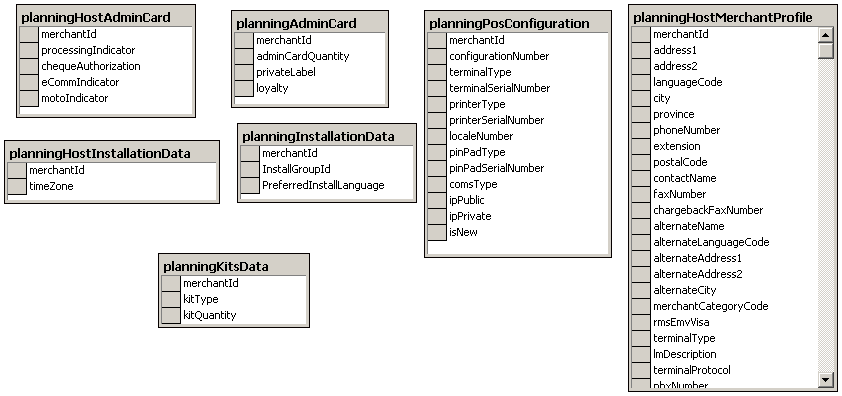 planningHostAdminCard
merchantId
processingIndicator
chequeAuthorization
eCommIndicator
motoIndicator
planningAdminCard
merchantId
adminCardQuantity
privateLabel
loyalty
planningPosConfiguration
merchantId
configurationNumber
terminalType
terminalSerialNumber
printerType
printerSerialNumber
localeNumber
pinPadType
pinPadSerialNumber
comsType
ipPublic
ipPrivate
isNew
planningHostMerchantProfile
merchantId
address1
address2
languageCode
city
province
phoneNumber
extension
postalCode
contactName
faxNumber
chargebackFaxNumber
alternateName
alternateLanguageCode
alternateAddress1
alternateAddress2
alternateCity
merchantCategoryCode
rmsEmvVisa
terminalType
lmDescription
terminalProtocol
pbxNumber
planningHostInstallationData
merchantId
timeZone
planningInstallationData
merchantId
InstallGroupId
PreferredInstallLanguage
planningKitsData
merchantId
kitType
kitQuantity